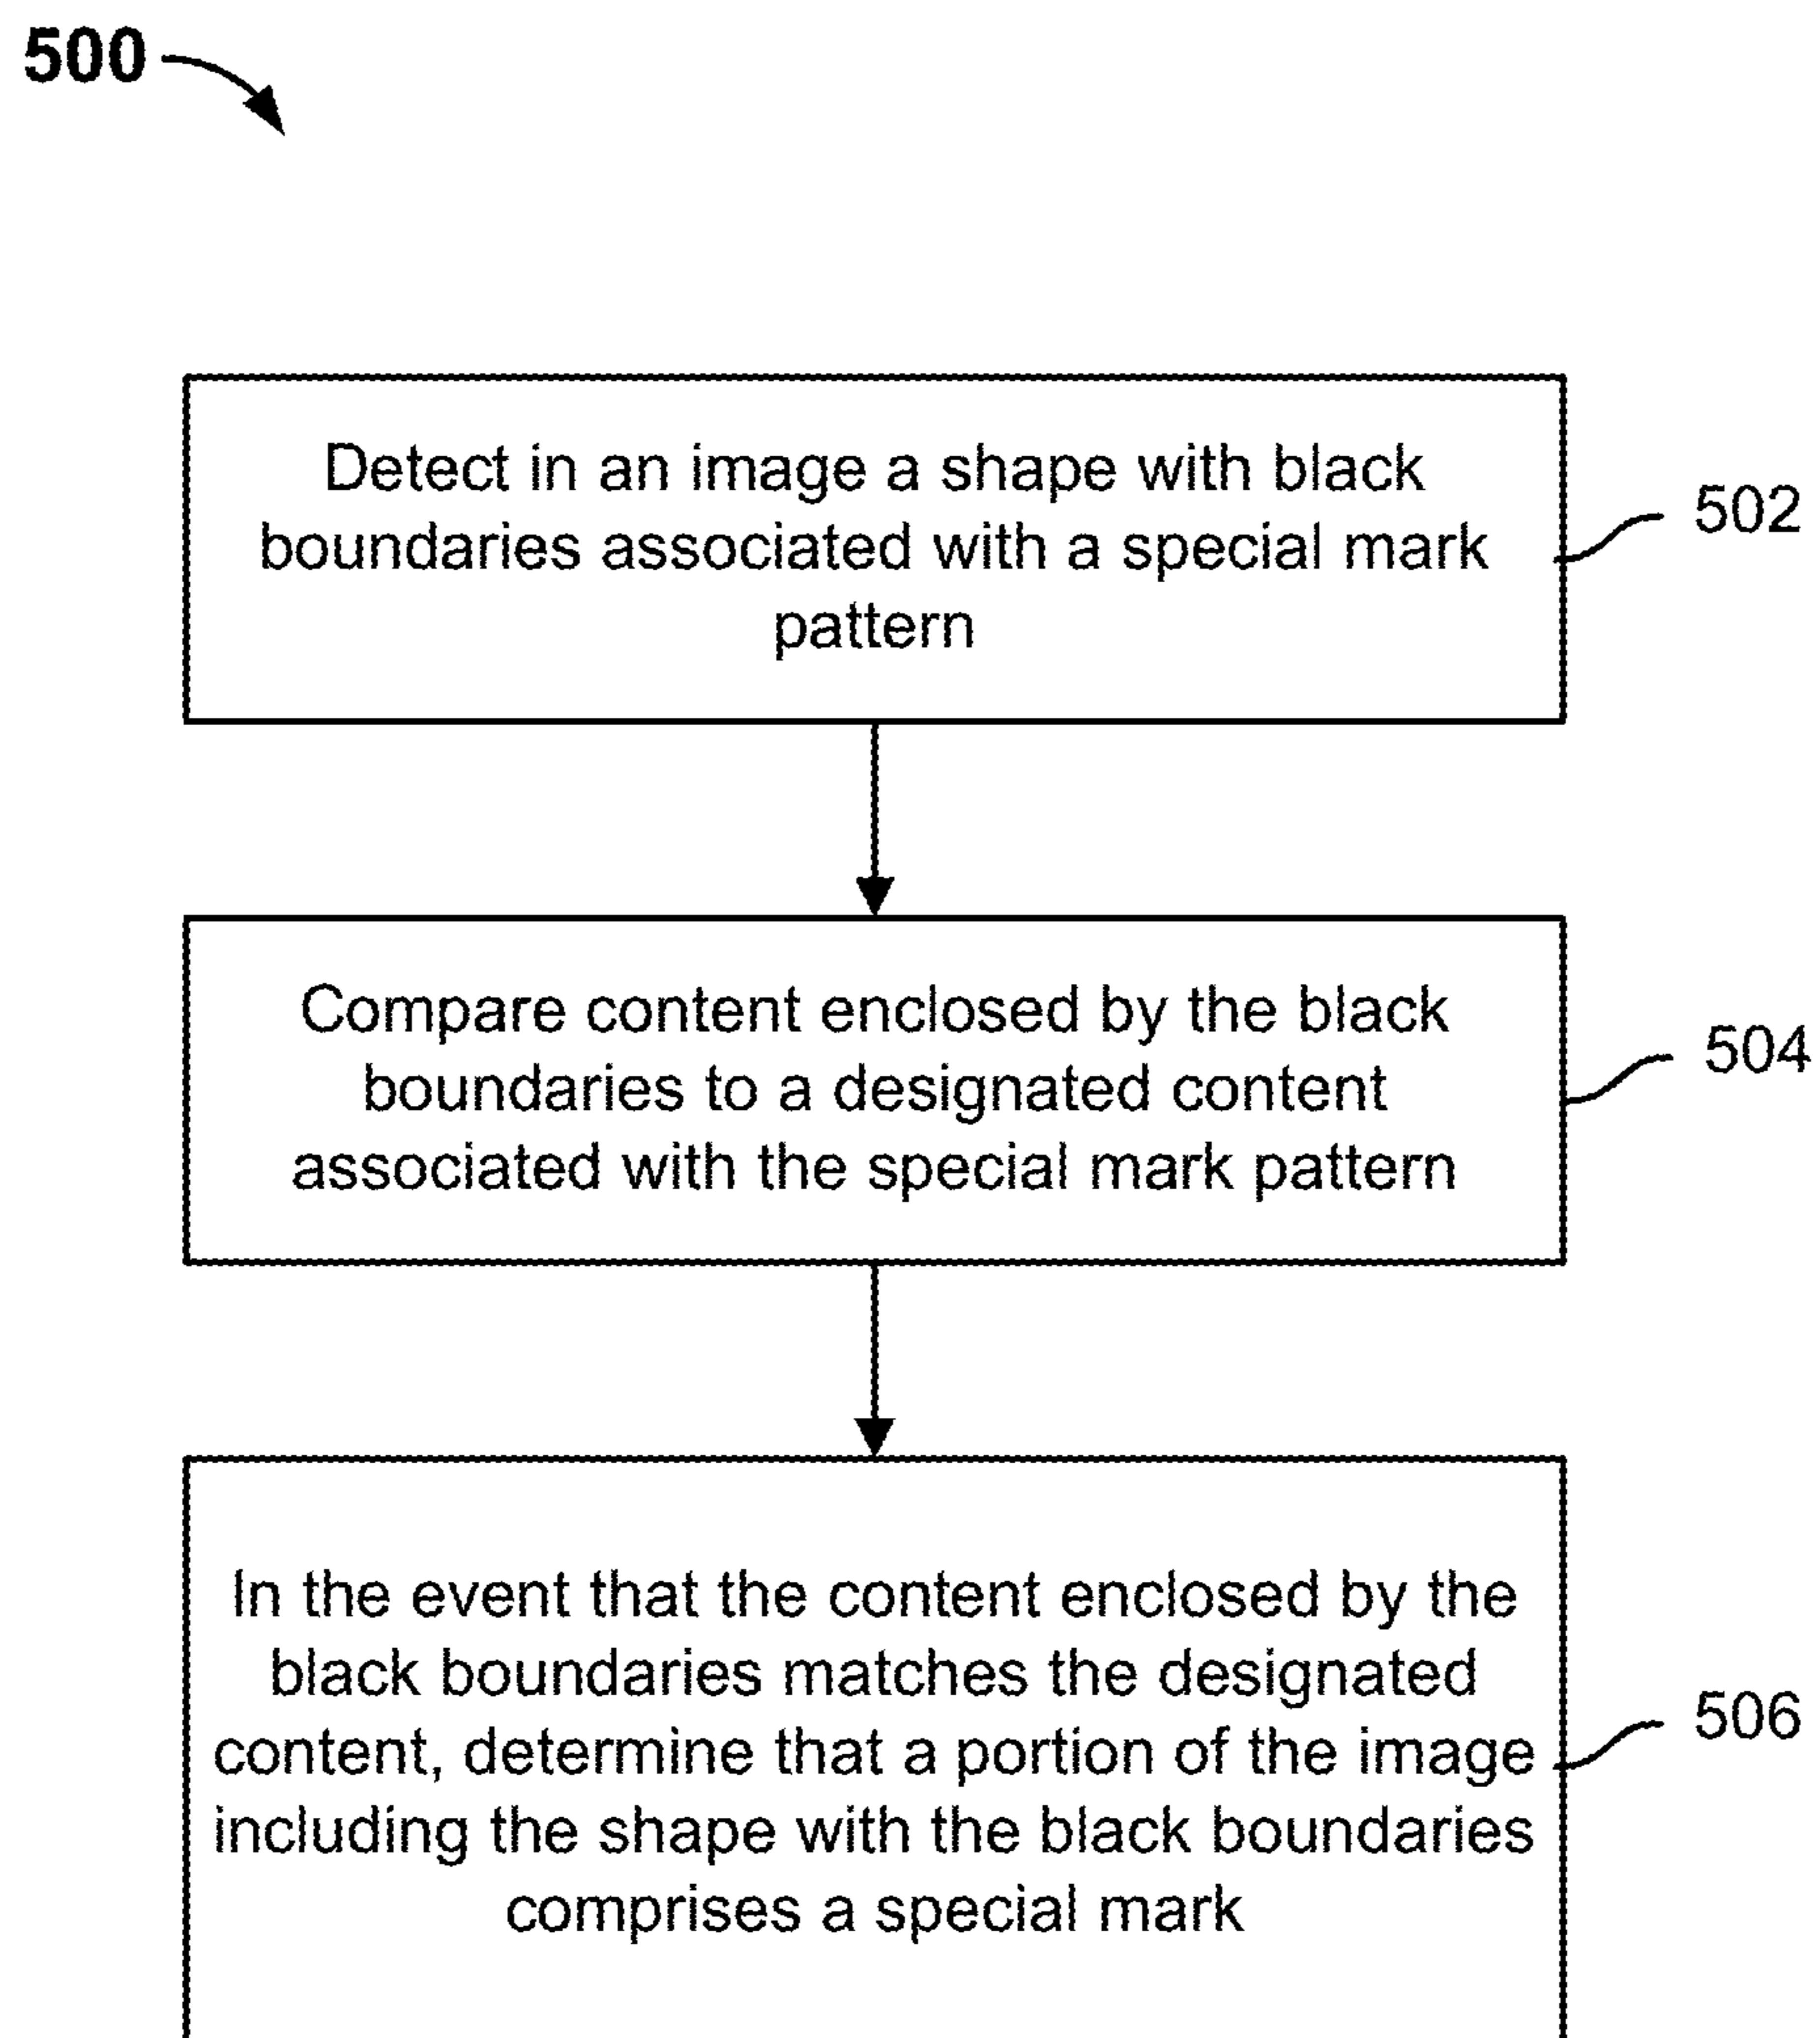 500
Detect in an image a shape with black
boundaries associated with a special mark
pattern
502
Compare content enclosed by the black
boundaries to a designated content
associated with the special mark pattern
504
In the event that the content enclosed by the
black boundaries matches the designated
content, determine that a portion of the image
including the shape with the black boundaries
comprises a special mark
506